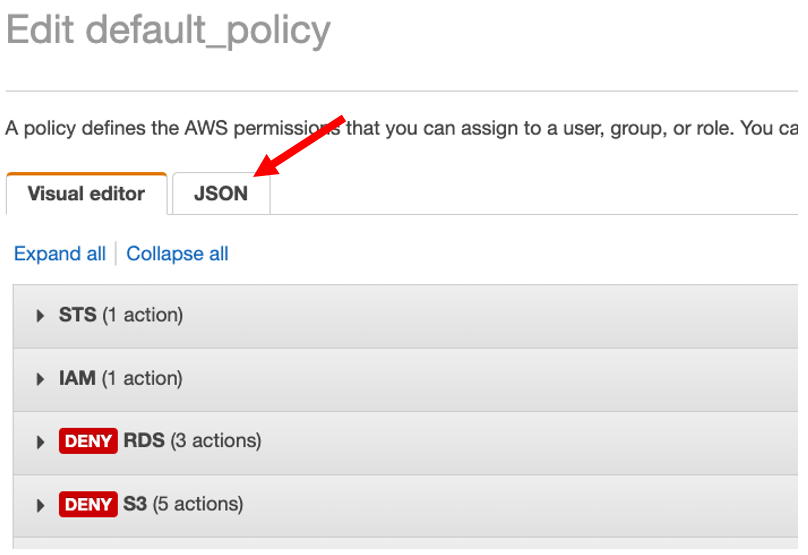 Edit default_policy
A policy defines the AWS permissions that you can assign to a user, group, or role. You ca
Visual editor
JSON
Expand all
Collapse all
STS (1 action)
IAM (1 action)
DENY RDS (3 actions)
DENY S3 (5 actions)